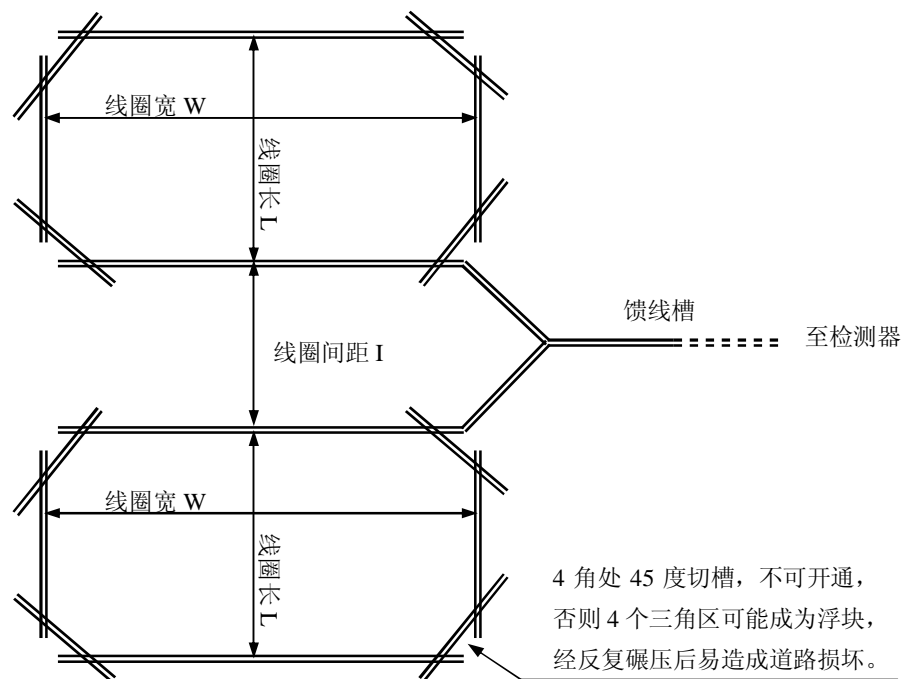 线圈宽 W
线圈长 L
馈线槽
至检测器
线圈间距 I
线圈宽 W
线圈长 L
4 角处 45 度切槽，不可开通，
否则 4 个三角区可能成为浮块，
经反复碾压后易造成道路损坏。